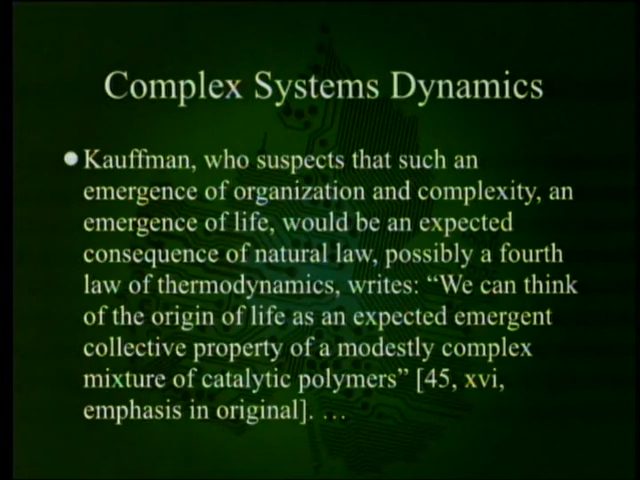 Complex Systems Dynamics
● Kauffman, who suspects that such an
emergence of organization and complexity, an
emergence of life, would be an expected
consequence of natural law, possibly a fourth
law of thermodynamics, writes: “We can think
of the origin of life as an expected emergent
collective property of a modestly complex
mixture of catalytic polymers” [45, xvi,
emphasis in original]. …